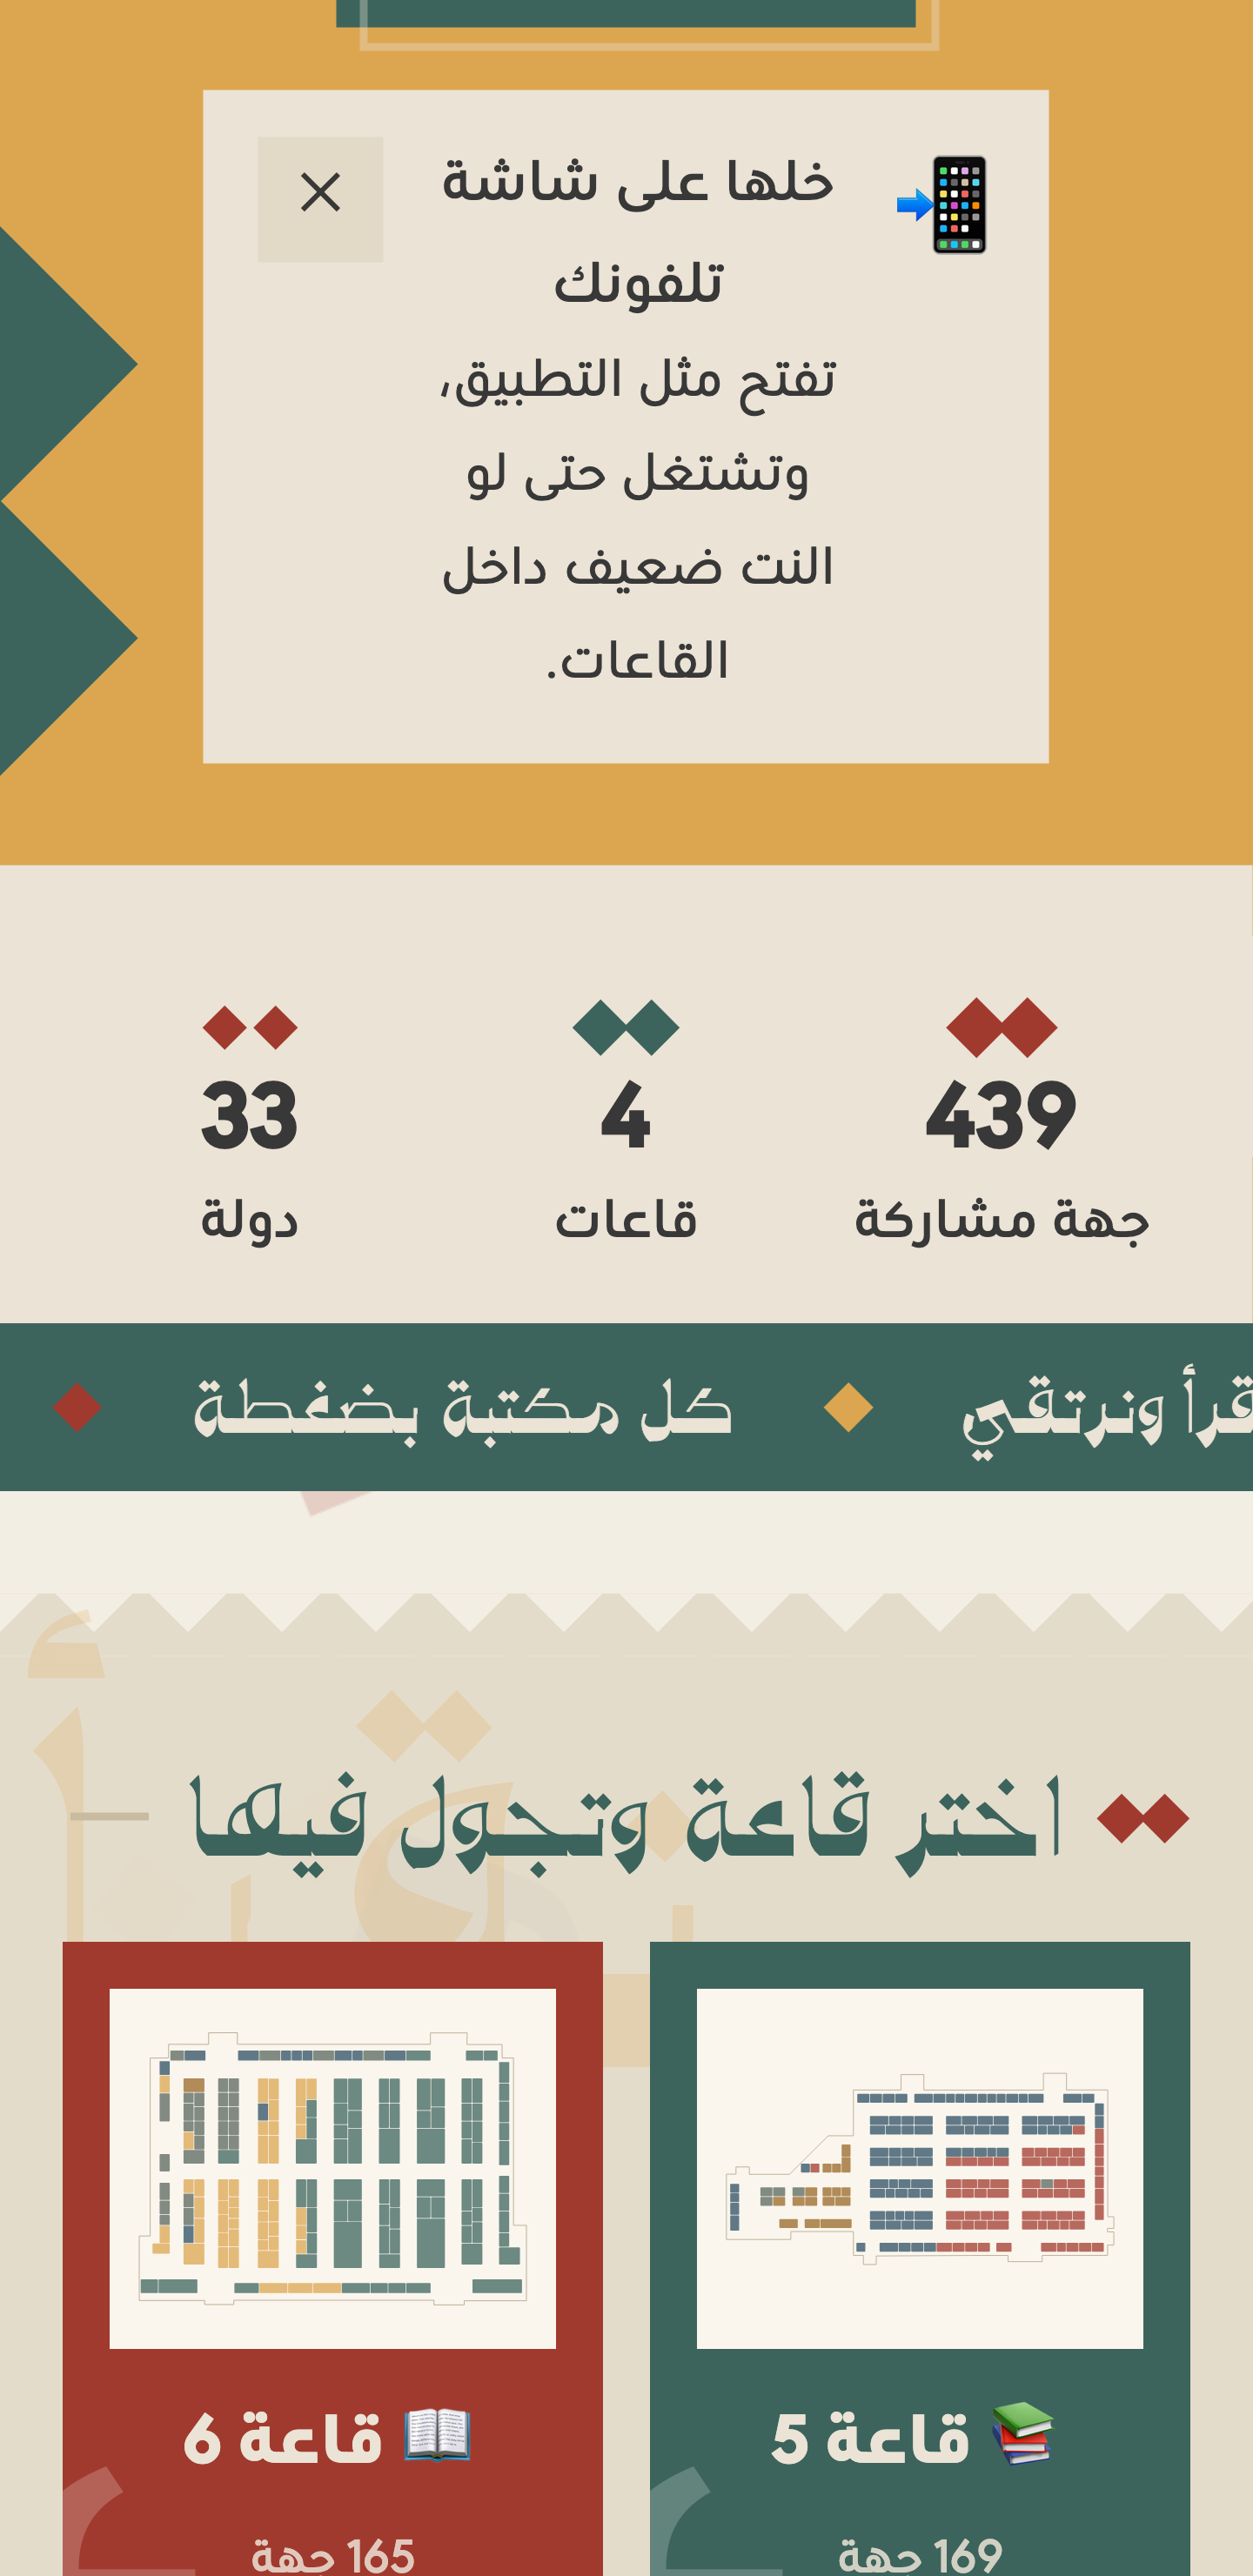 خلها على شاشة
تلفونك
تفتح مثل التطبيق،
وتشتغل حتى لو
النت ضعيف داخل
القاعات.
439
جهة مشاركة
4
قاعات
33
دولة
ونرتقي
كل مكتبة بضغطة
اختر قاعة وتجول فيها
قاعة 5
169 جهة
قاعة 6
165 جهة